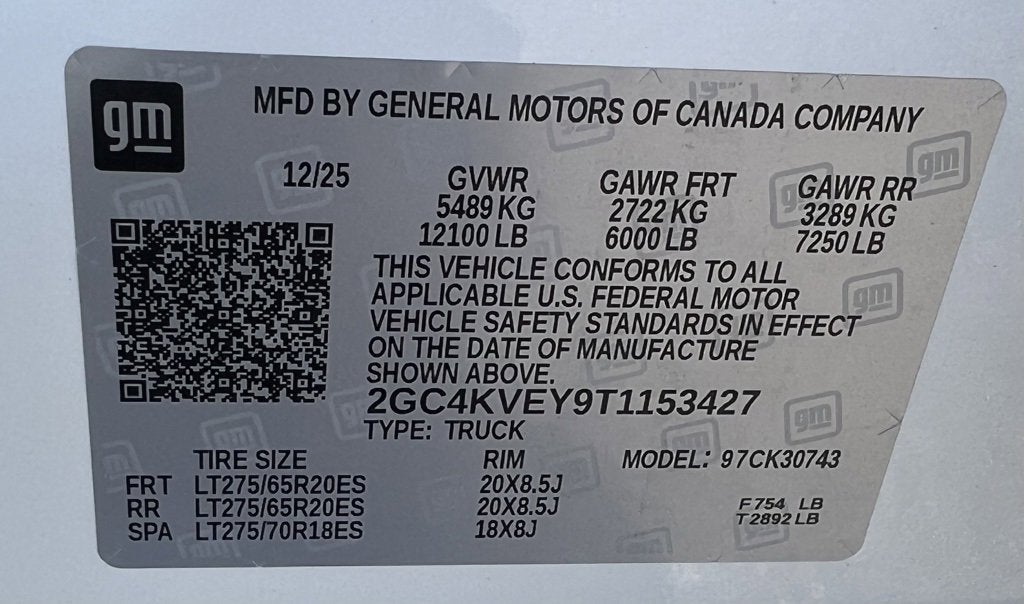 gm MFD BY GENERAL MOTORS OF CANADA COMPANY
12/25 GVWR GAWR FRT GAWR RR
5489 KG 2722 KG 3289 KG
12100 LB 6000 LB 7250 LB
THIS VEHICLE CONFORMS TO ALL
APPLICABLE U.S. FEDERAL MOTOR
VEHICLE SAFETY STANDARDS IN EFFECT
ON THE DATE OF MANUFACTURE
SHOWN ABOVE.
2GC4KVEY9T1153427
TYPE: TRUCK
TIRE SIZE RIM MODEL: 97CK30743
FRT LT275/65R20ES 20X8.5J
RR LT275/65R20ES 20X8.5J F754 LB
SPA LT275/70R18ES 18X8J T2892 LB